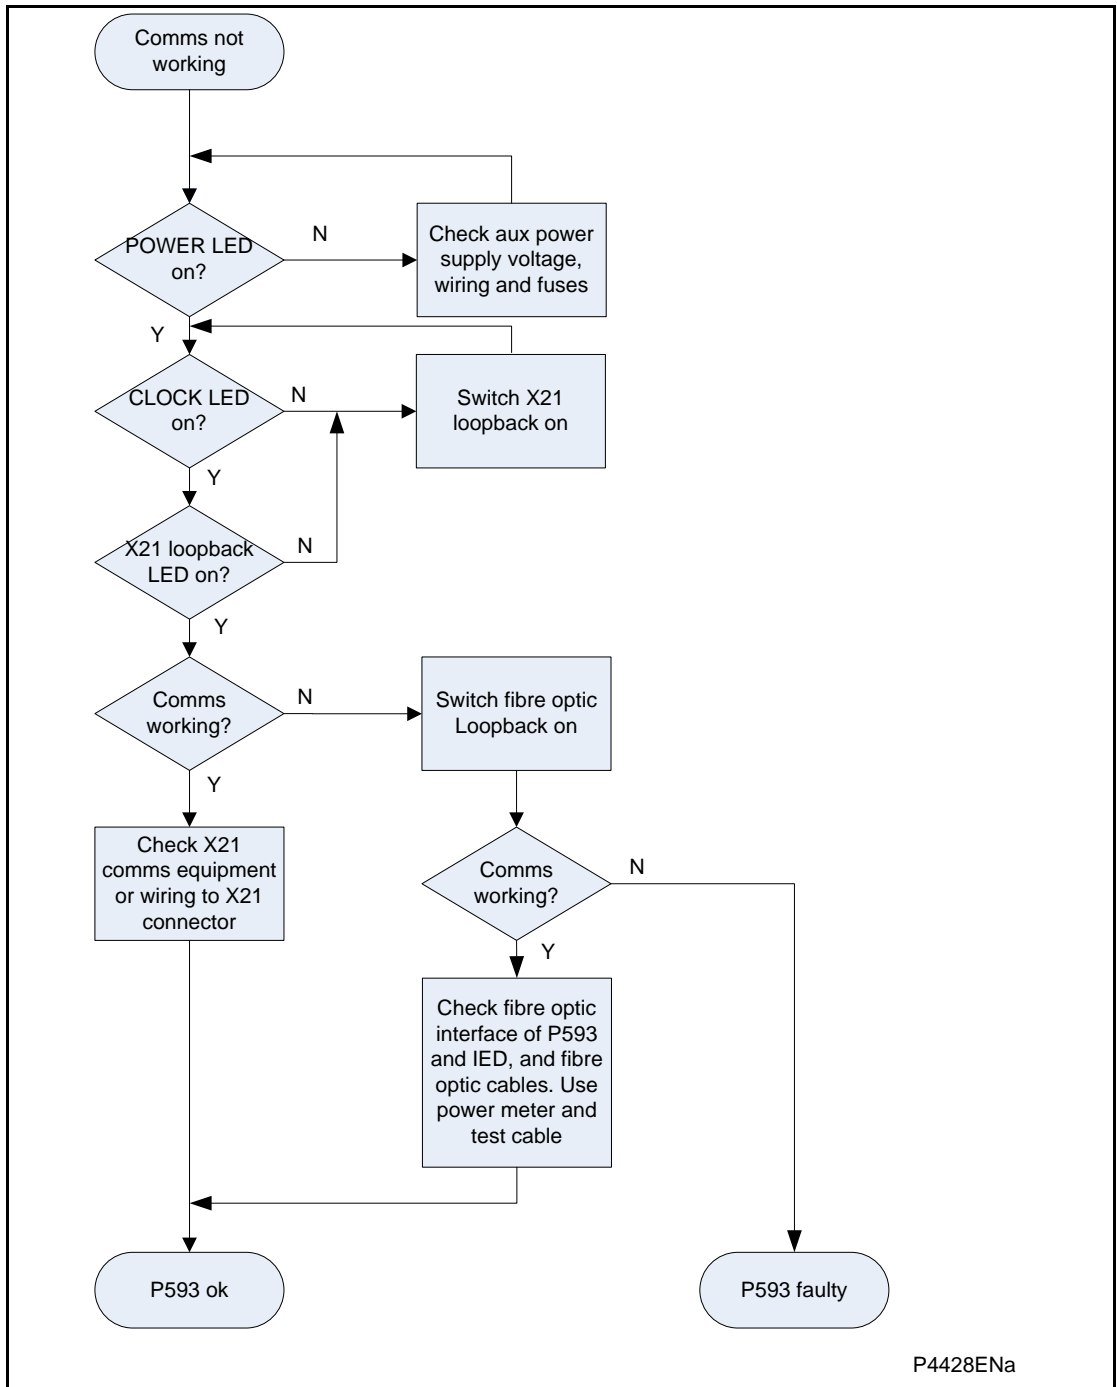 Comms not
working
POWER LED
on?
N
Check aux power
supply voltage,
wiring and fuses
Y
CLOCK LED
on?
N
Switch X21
loopback on
Y
X21 loopback
LED on?
N
Y
Comms
working?
N
Switch fibre optic
Loopback on
Y
Check X21
comms equipment
or wiring to X21
connector
Comms
working?
N
Y
Check fibre optic
interface of P593
and IED, and fibre
optic cables. Use
power meter and
test cable
P593 ok
P593 faulty
P4428ENa